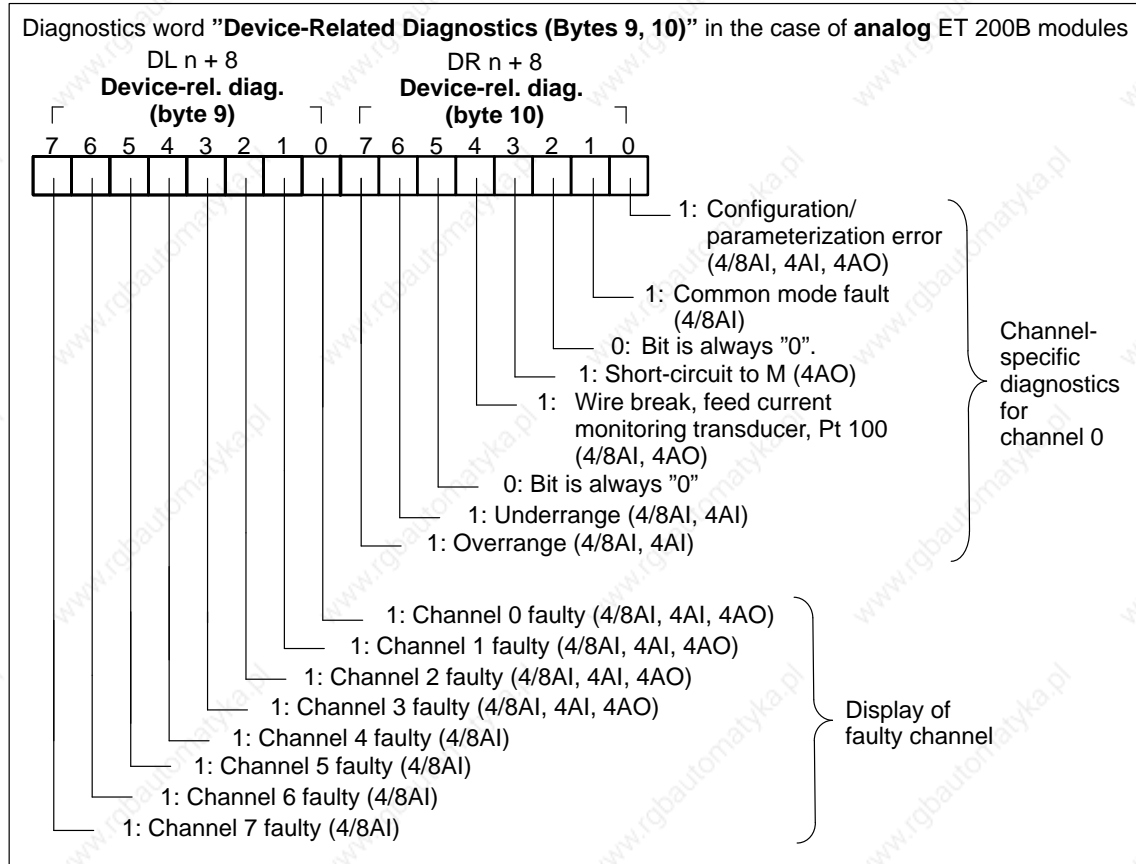 Diagnostics word ”Device-Related Diagnostics (Bytes 9, 10)” in the case of analog ET 200B modules
DL n + 8
Device-rel. diag.
(byte 9)
DR n + 8
Device-rel. diag.
(byte 10)
7 6 5 4 3 2 1 0 7 6 5 4 3 2 1 0
1: Configuration/
parameterization error
(4/8AI, 4AI, 4AO)
1: Common mode fault
(4/8AI)
0: Bit is always ”0”.
1: Short-circuit to M (4AO)
1: Wire break, feed current
monitoring transducer, Pt 100
(4/8AI, 4AO)
0: Bit is always ”0”
1: Underrange (4/8AI, 4AI)
1: Overrange (4/8AI, 4AI)
Channel-
specific
diagnostics
for
channel 0
1: Channel 0 faulty (4/8AI, 4AI, 4AO)
1: Channel 1 faulty (4/8AI, 4AI, 4AO)
1: Channel 2 faulty (4/8AI, 4AI, 4AO)
1: Channel 3 faulty (4/8AI, 4AI, 4AO)
1: Channel 4 faulty (4/8AI)
1: Channel 5 faulty (4/8AI)
1: Channel 6 faulty (4/8AI)
1: Channel 7 faulty (4/8AI)
Display of
faulty channel
www.rgbautomatyka.pl